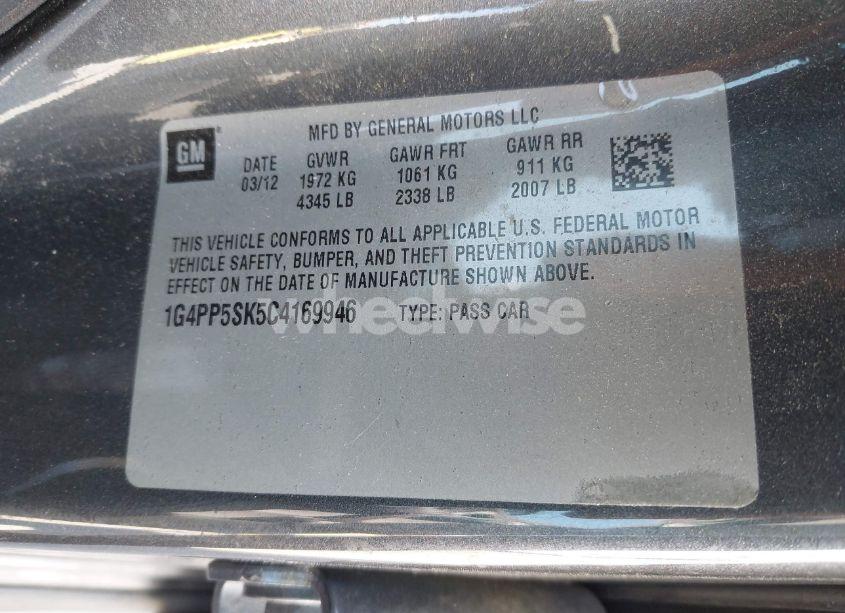 MFD BY GENERAL MOTORS LLC
GM
DATE GVWR GAWR FRT GAWR RR
03/12 1972 KG 1061 KG 911 KG
4345 LB 2338 LB 2007 LB
THIS VEHICLE CONFORMS TO ALL APPLICABLE U.S. FEDERAL MOTOR
VEHICLE SAFETY, BUMPER, AND THEFT PREVENTION STANDARDS IN
EFFECT ON THE DATE OF MANUFACTURE SHOWN ABOVE.
1G4PP5SK5C4169946 TYPE: PASS CAR
wheelwise